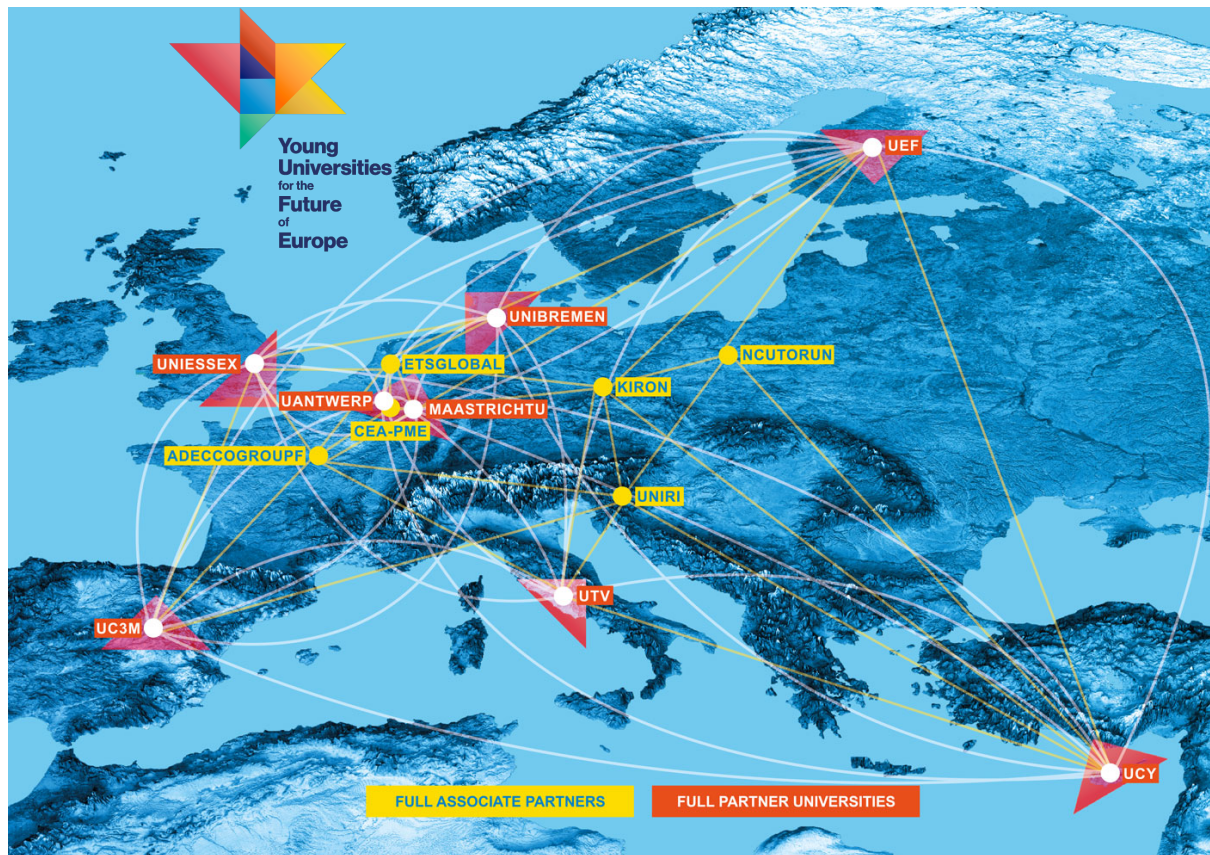 Young
Universities
for the
Future
of
Europe
UEF
UNIBREMEN
UNIESSEX
ETSGLOBAL
NCUTORUN
KIRON
UANTWERP
MAASTRICHTU
CEA-PME
ADECCOGROUPF
UNIRI
UTV
UC3M
UCY
FULL ASSOCIATE PARTNERS
FULL PARTNER UNIVERSITIES